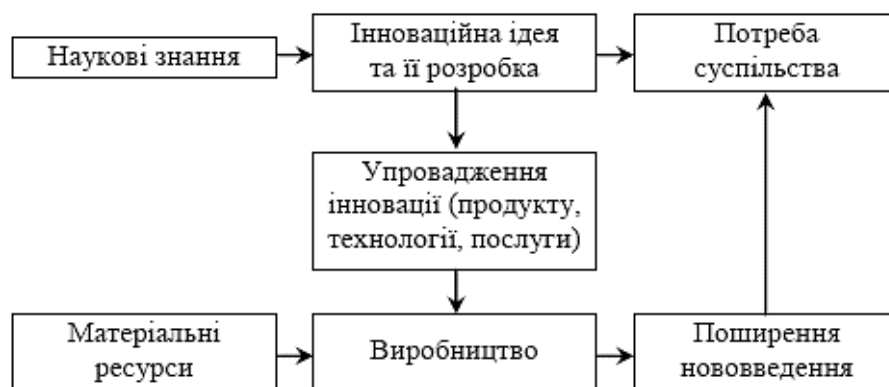 Наукові знання
Інноваційна ідея
та її розробка
Потреба
суспільства
Упровадження
інновації (продукту,
технології, послуги)
Матеріальні
ресурси
Виробництво
Поширення
нововведення